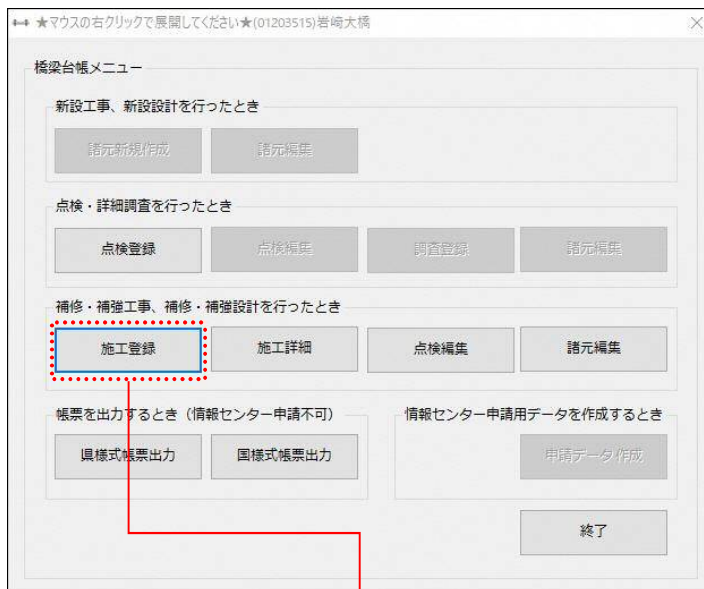 ★マウスの右クリックで展開してください★(01203515)岩崎大橋
橋梁台帳メニュー
新設工事、新設設計を行ったとき
諸元新規作成 諸元編集
点検・詳細調査を行ったとき
点検登録 点検編集 調査登録 諸元編集
補修・補強工事、補修・補強設計を行ったとき
施工登録 施工詳細 点検編集 諸元編集
帳票を出力するとき（情報センター申請不可） 情報センター申請用データを作成するとき
県様式帳票出力 国様式帳票出力 申請データ作成
終了